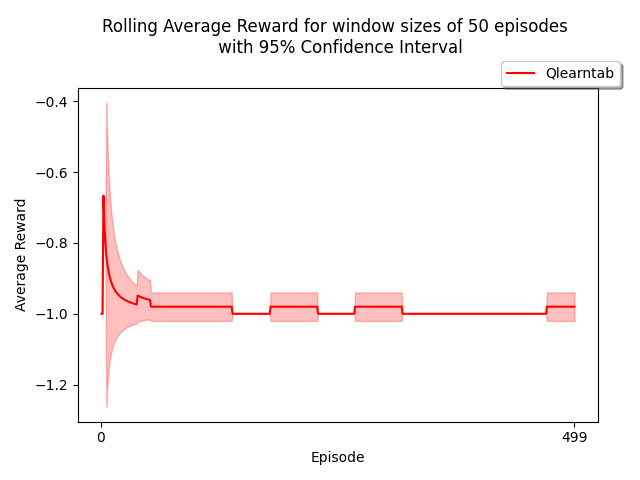 Rolling Average Reward for window sizes of 50 episodes
with 95% Confidence Interval
Qlearntab
−0.4
−0.6
−0.8
−1.0
−1.2
Average Reward
0
499
Episode